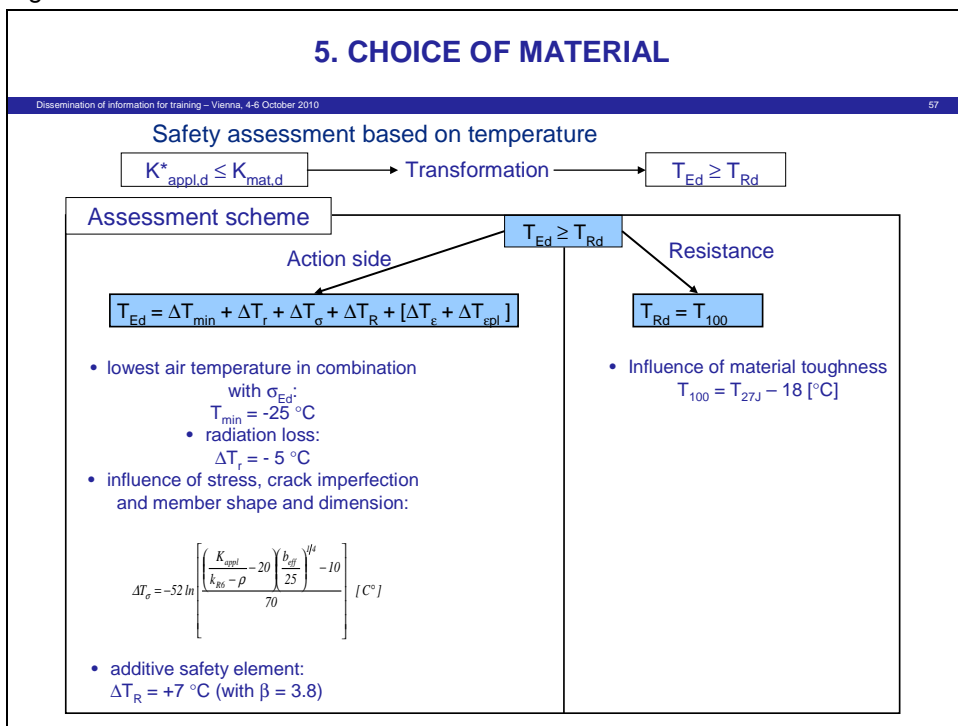 5. CHOICE OF MATERIAL
Dissemination of information for training – Vienna, 4-6 October 2010 57
Safety assessment based on temperature
K*appl,d ≤ Kmat,d Transformation TEd ≥ TRd
Assessment scheme
TEd ≥ TRd
Action side
Resistance
TEd = ΔTmin + ΔTr + ΔTσ + ΔTR + [ΔTε + ΔTεpl ]
TRd = T100
• lowest air temperature in combination
with σEd:
Tmin = -25 °C
• radiation loss:
ΔTr = - 5 °C
• influence of stress, crack imperfection
and member shape and dimension:
ΔTσ = −52 ln [ ( ( Kappl / (kR6 − ρ) − 20 ) ( beff / 25 )^1/4 − 10 ) / 70 ] [ C° ]
• additive safety element:
ΔTR = +7 °C (with β = 3.8)
• Influence of material toughness
T100 = T27J – 18 [°C]